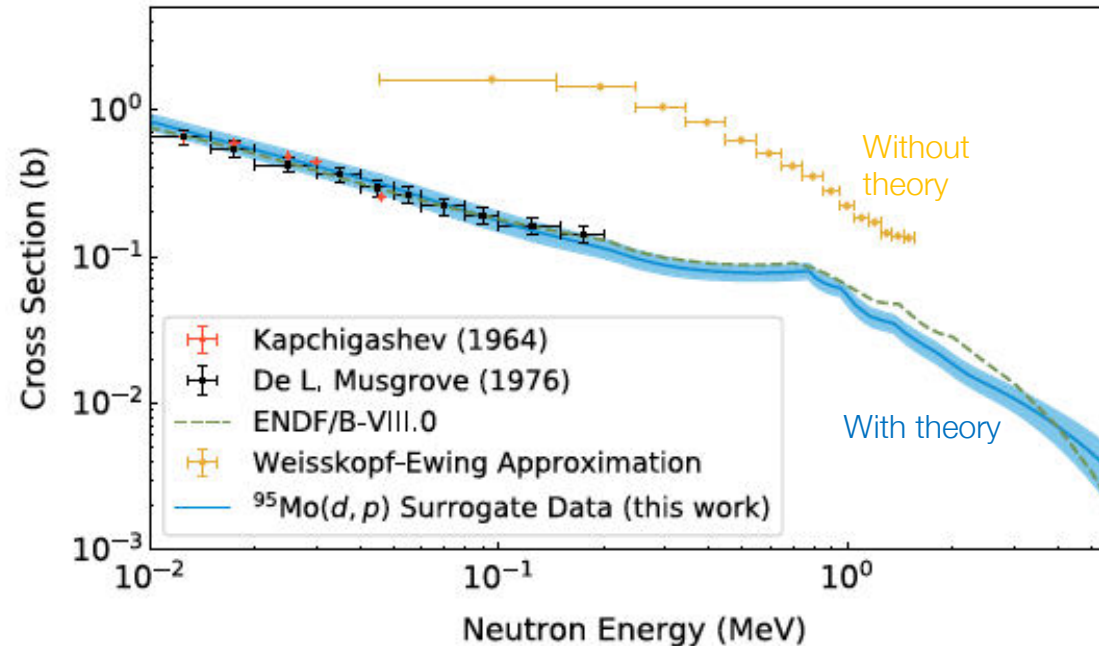 10⁰
10⁻¹
10⁻²
10⁻³
Cross Section (b)
Without
theory
With theory
Kapchigashev (1964)
De L. Musgrove (1976)
ENDF/B-VIII.0
Weisskopf–Ewing Approximation
⁹⁵Mo(d, p) Surrogate Data (this work)
10⁻² 10⁻¹ 10⁰
Neutron Energy (MeV)